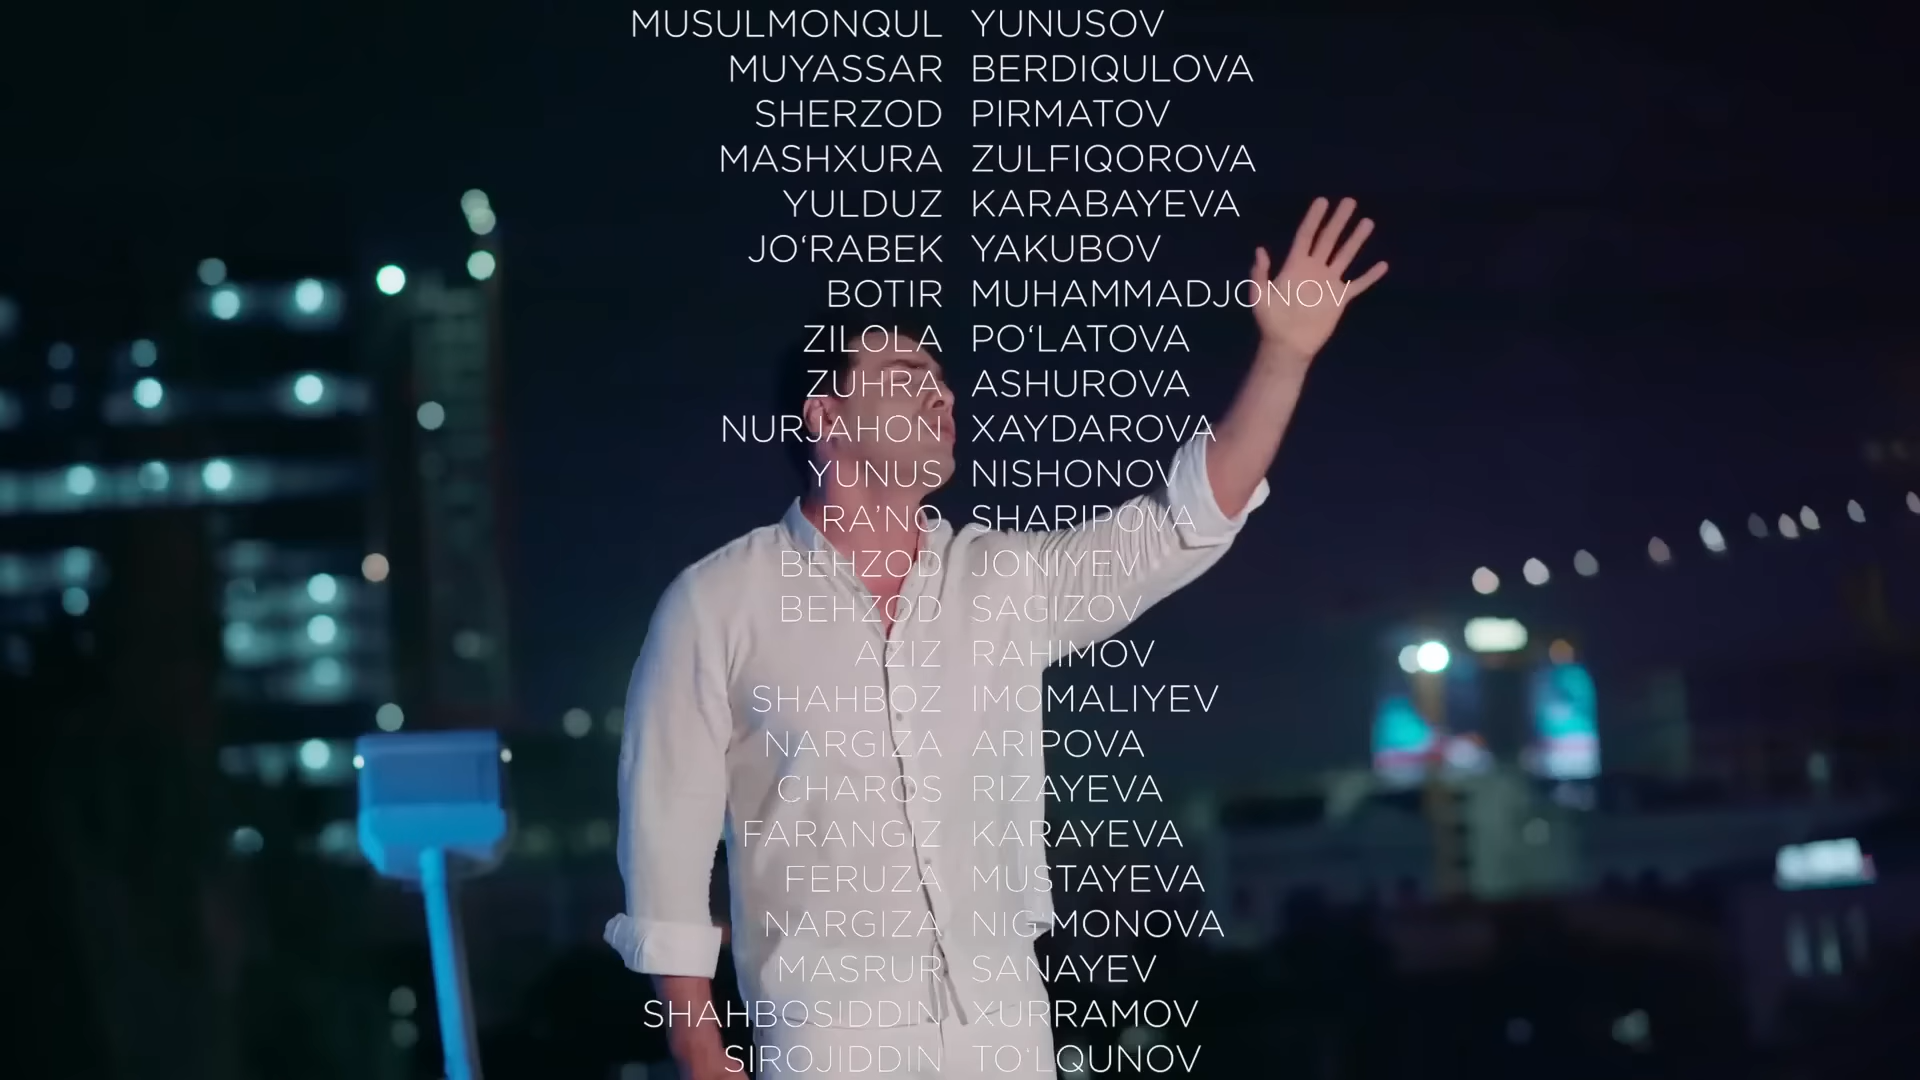 MUSULMONQUL YUNUSOV
MUYASSAR BERDIQULOVA
SHERZOD PIRMATOV
MASHXURA ZULFIQOROVA
YULDUZ KARABAYEVA
JO‘RABEK YAKUBOV
BOTIR MUHAMMADJONOV
ZILOLA PO‘LATOVA
ZUHRA ASHUROVA
NURJAHON XAYDAROVA
YUNUS NISHONOV
RA’NO SHARIPOVA
BEHZOD JONIYEV
BEHZOD SAGIZOV
AZIZ RAHIMOV
SHAHBOZ IMOMALIYEV
NARGIZA ARIPOVA
CHAROS RIZAYEVA
FARANGIZ KARAYEVA
FERUZA MUSTAYEVA
NARGIZA NIG‘MONOVA
MASRUR SANAYEV
SHAHBOSIDDIN XURRAMOV
SIROJIDDIN TO‘LQUNOV